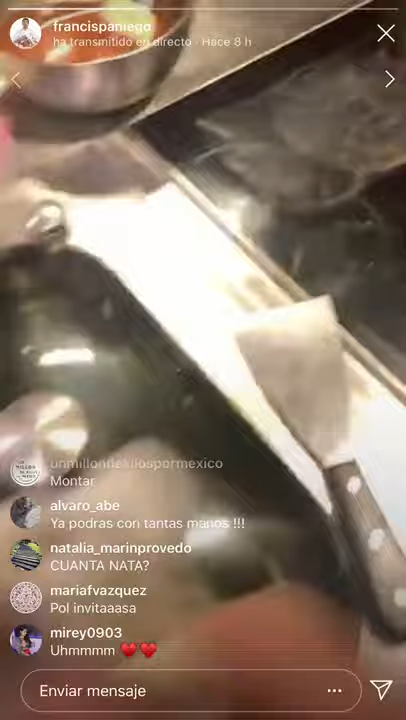 francispaniego
ha transmitido en directo · Hace 8 h
unmillondekilospormexico
Montar
alvaro_abe
Ya podras con tantas manos !!!
natalia_marinprovedo
CUANTA NATA?
mariafvazquez
Pol invitaaasa
mirey0903
Uhmmmm ❤️❤️
Enviar mensaje